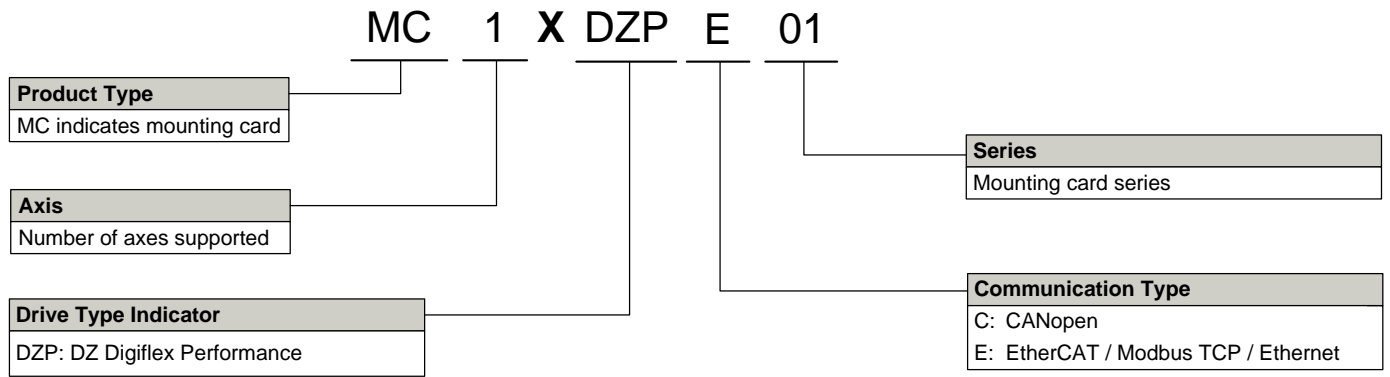 MC 1 X DZP E 01
Product Type
MC indicates mounting card
Axis
Number of axes supported
Drive Type Indicator
DZP: DZ Digiflex Performance
Series
Mounting card series
Communication Type
C: CANopen
E: EtherCAT / Modbus TCP / Ethernet